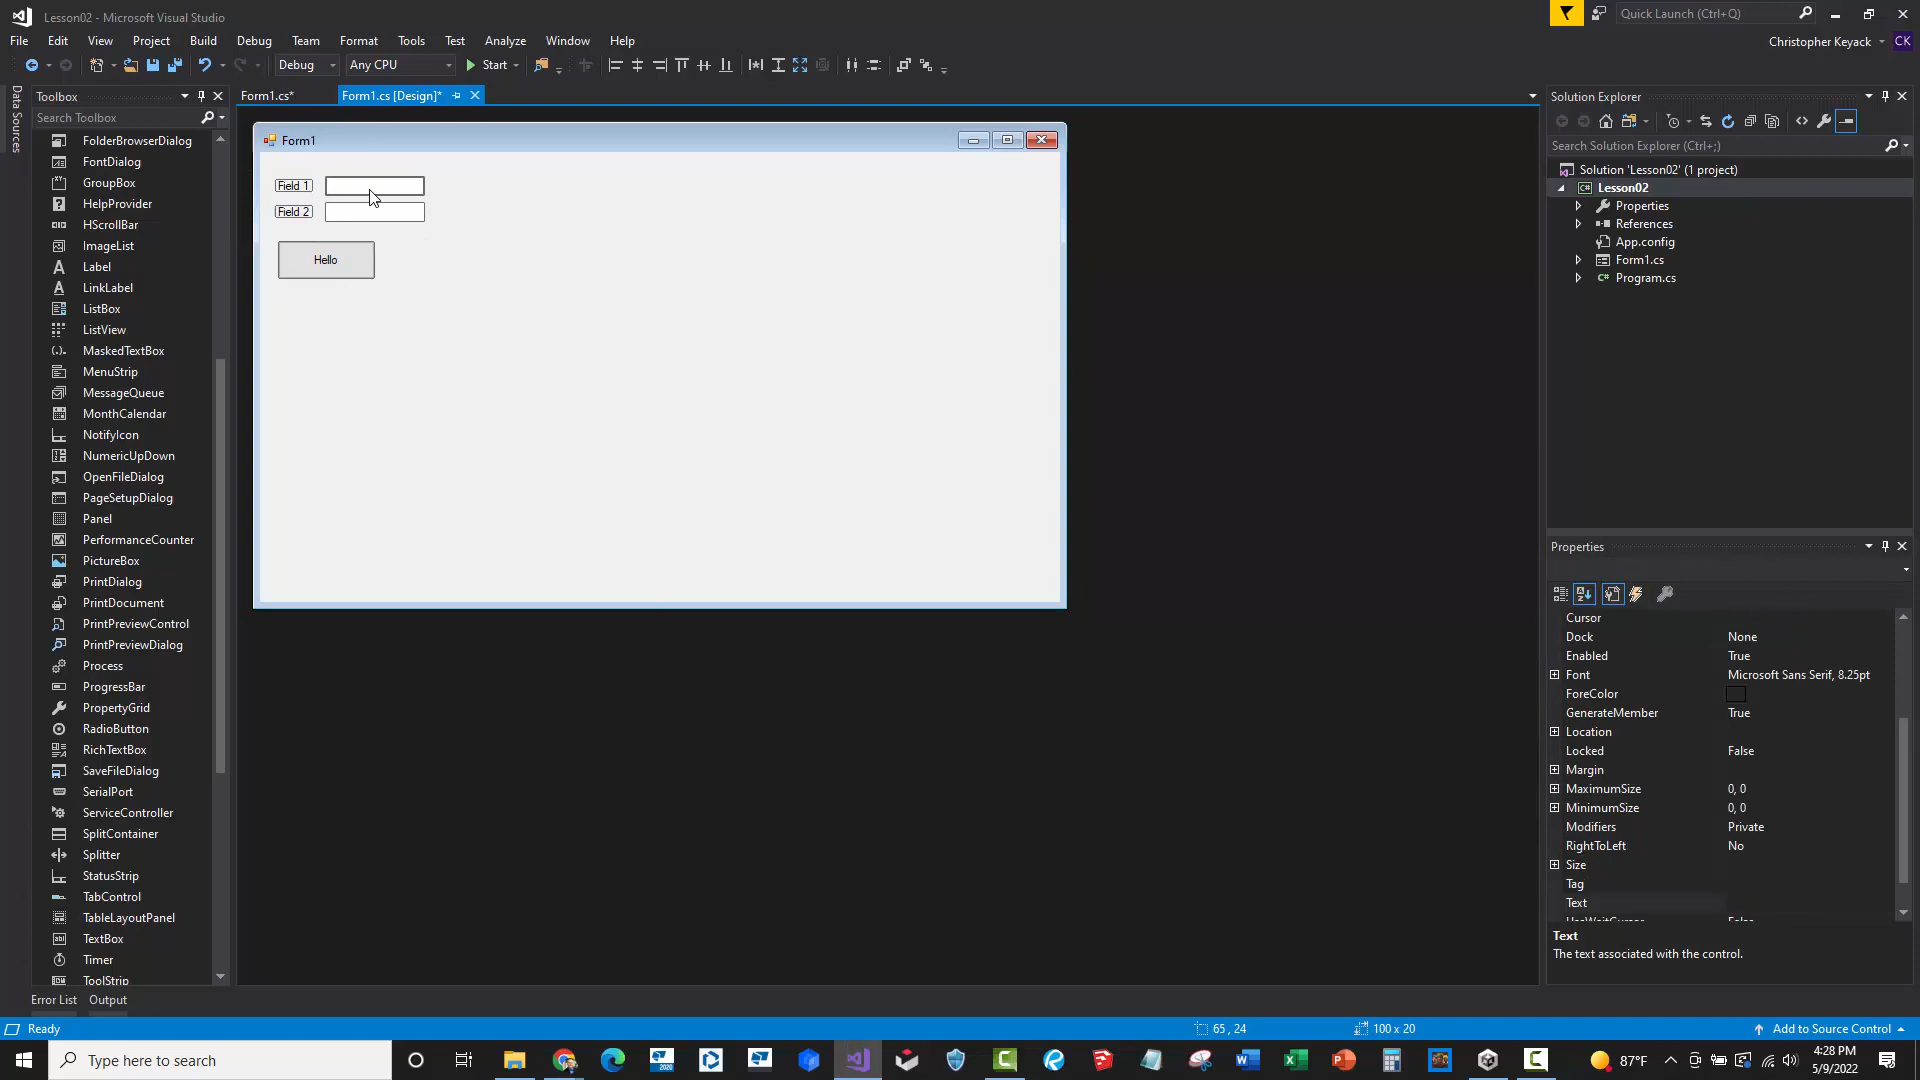 Lesson02 - Microsoft Visual Studio
Quick Launch (Ctrl+Q)
File Edit View Project Build Debug Team Format Tools Test Analyze Window Help
Christopher Keyack CK
Debug Any CPU Start
Data Sources
Toolbox
Search Toolbox
FolderBrowserDialog
FontDialog
GroupBox
HelpProvider
HScrollBar
ImageList
Label
LinkLabel
ListBox
ListView
MaskedTextBox
MenuStrip
MessageQueue
MonthCalendar
NotifyIcon
NumericUpDown
OpenFileDialog
PageSetupDialog
Panel
PerformanceCounter
PictureBox
PrintDialog
PrintDocument
PrintPreviewControl
PrintPreviewDialog
Process
ProgressBar
PropertyGrid
RadioButton
RichTextBox
SaveFileDialog
SerialPort
ServiceController
SplitContainer
Splitter
StatusStrip
TabControl
TableLayoutPanel
TextBox
Timer
ToolStrip
Form1.cs* Form1.cs [Design]*
Form1
Field 1
Field 2
Hello
Solution Explorer
Search Solution Explorer (Ctrl+;)
Solution 'Lesson02' (1 project)
Lesson02
Properties
References
App.config
Form1.cs
Program.cs
Properties
Cursor
Dock None
Enabled True
Font Microsoft Sans Serif, 8.25pt
ForeColor
GenerateMember True
Location
Locked False
Margin
MaximumSize 0, 0
MinimumSize 0, 0
Modifiers Private
RightToLeft No
Size
Tag
Text
UseWaitCursor False
Text
The text associated with the control.
Error List Output
Ready 65 , 24 100 x 20 Add to Source Control
Type here to search
87°F
4:28 PM
5/9/2022